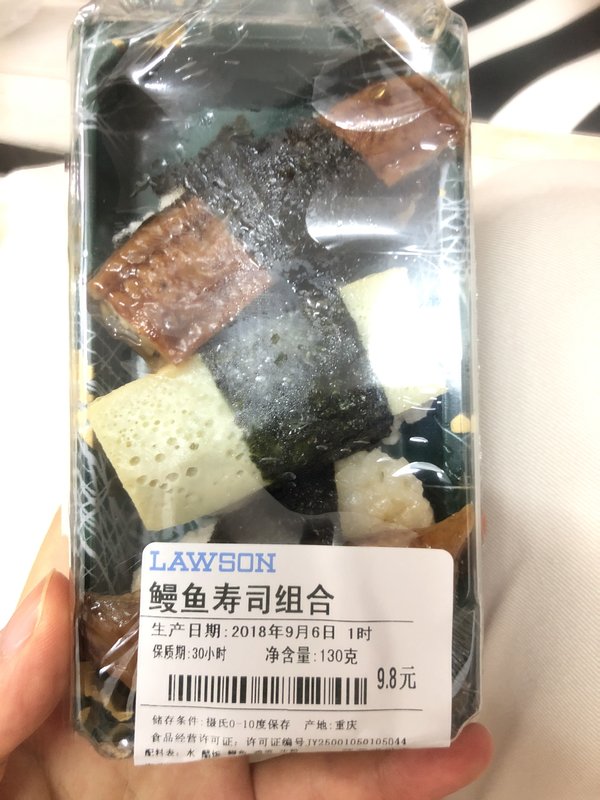 LAWSON
鳗鱼寿司组合
生产日期:2018年9月6日 1时
保质期:30小时 净含量:130克
9.8元
储存条件:摄氏0-10度保存 产地:重庆
食品经营许可证: 许可证编号JY25001050105044
配料表: 水